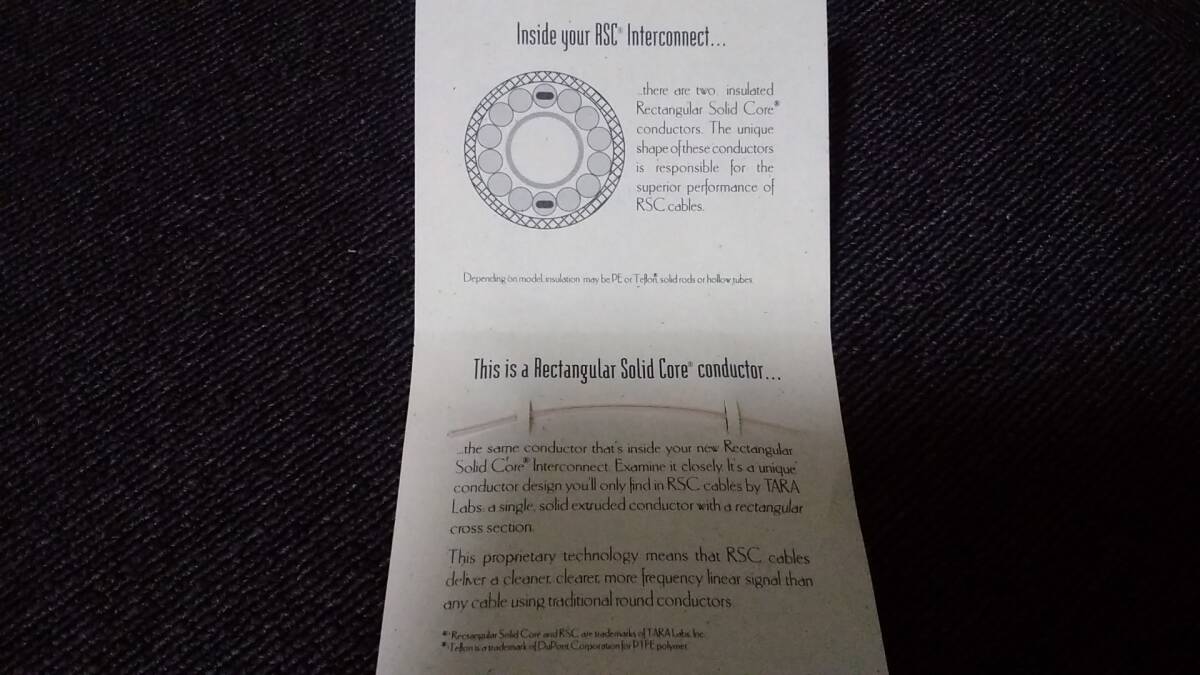 Inside your RSC® Interconnect...
...there are two insulated
Rectangular Solid Core®
conductors. The unique
shape of these conductors
is responsible for the
superior performance of
RSC cables.
Depending on model, insulation may be PE or Teflon® solid rods or hollow tubes.
This is a Rectangular Solid Core® conductor...
...the same conductor that's inside your new Rectangular
Solid Core® Interconnect. Examine it closely. It's a unique
conductor design you'll only find in RSC cables by TARA
Labs: a single, solid extruded conductor with a rectangular
cross section.
This proprietary technology means that RSC cables
deliver a cleaner, clearer, more frequency linear signal than
any cable using traditional round conductors.
®: Rectangular Solid Core and RSC are trademarks of TARA Labs, Inc.
®: Teflon is a trademark of DuPont Corporation for PTFE polymer.